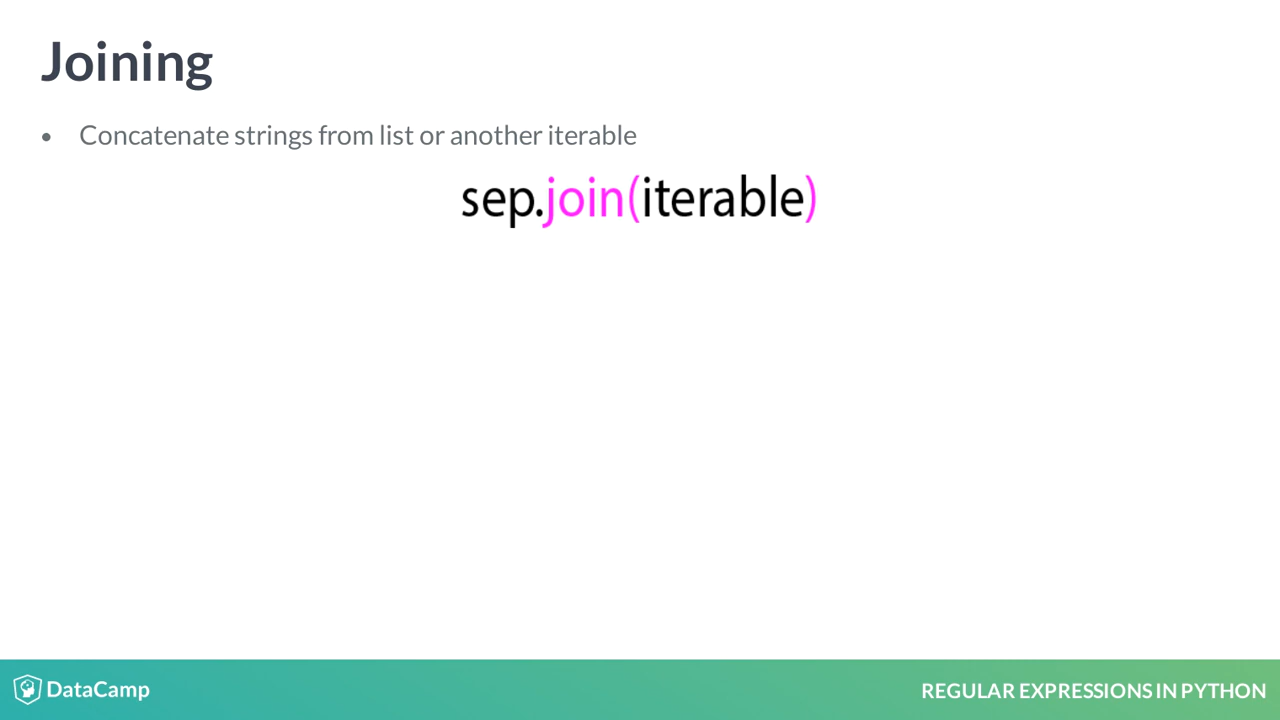 Joining
• Concatenate strings from list or another iterable
sep.join(iterable)
DataCamp
REGULAR EXPRESSIONS IN PYTHON